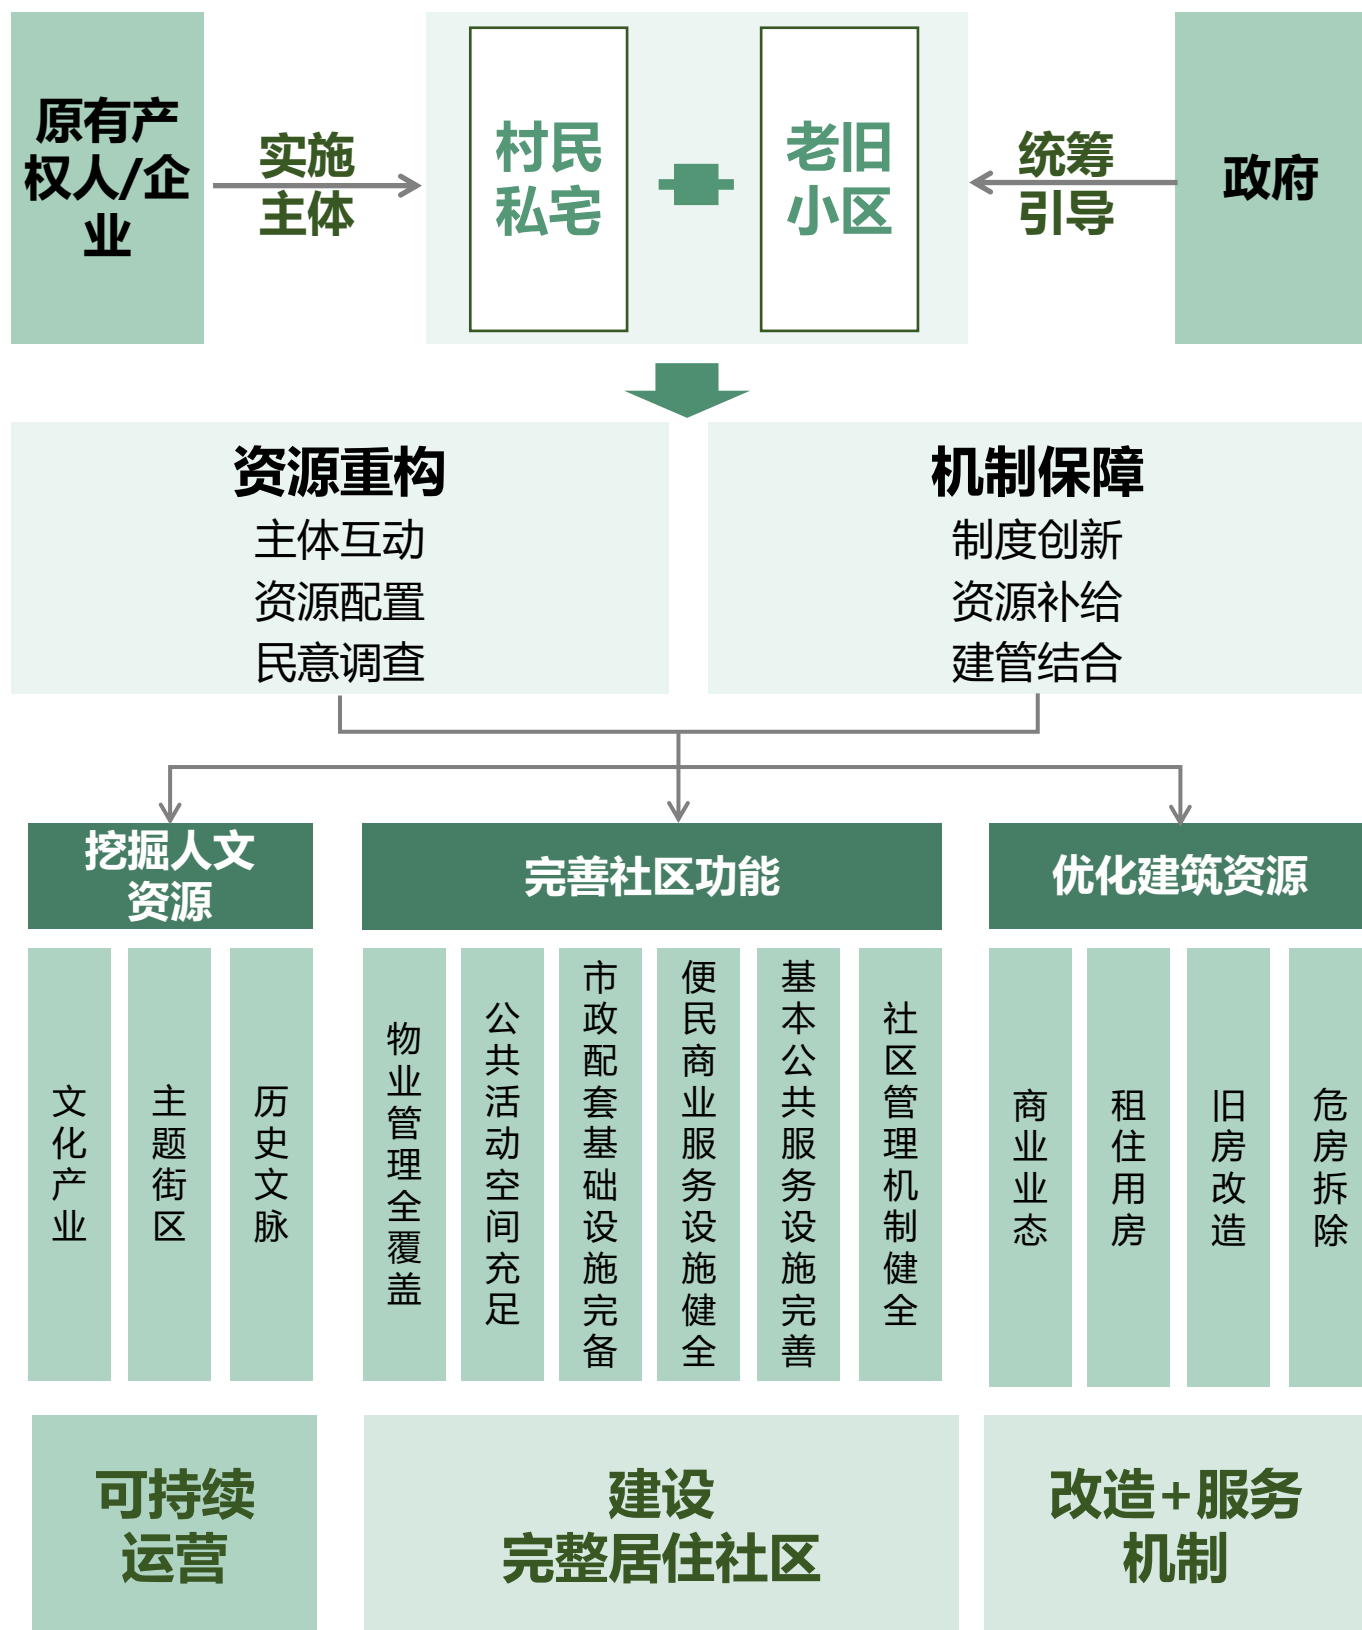 原有产
权人/企
业
实施
主体
村民
私宅
老旧
小区
统筹
引导
政府
资源重构
主体互动
资源配置
民意调查
机制保障
制度创新
资源补给
建管结合
挖掘人文
资源
完善社区功能
优化建筑资源
文化产业
主题街区
历史文脉
物业管理全覆盖
公共活动空间充足
市政配套基础设施完备
便民商业服务设施健全
基本公共服务设施完善
社区管理机制健全
商业业态
租住用房
旧房改造
危房拆除
可持续
运营
建设
完整居住社区
改造+服务
机制